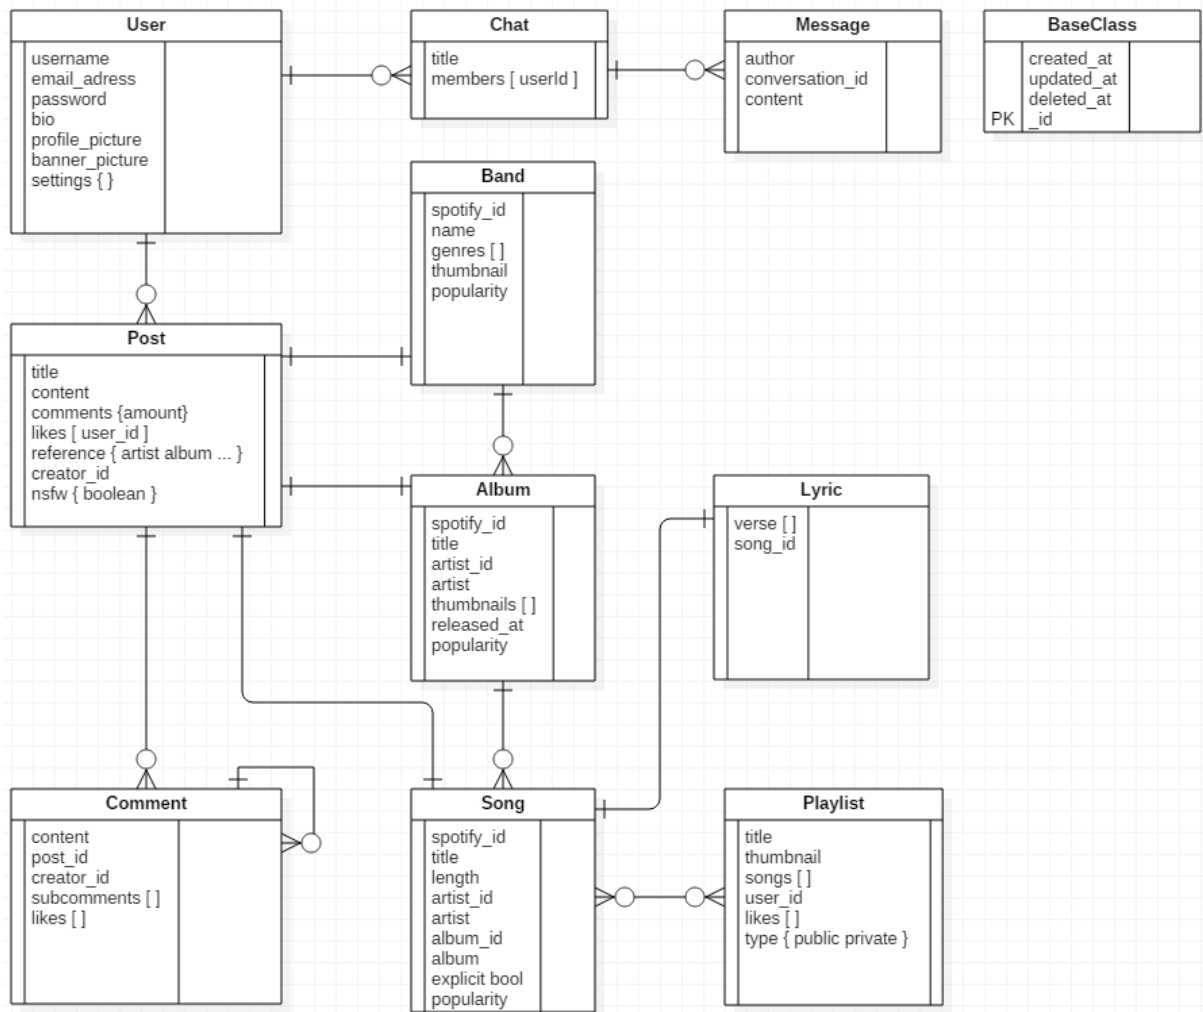 User
username
email_adress
password
bio
profile_picture
banner_picture
settings { }
Chat
title
members [ userId ]
Message
author
conversation_id
content
BaseClass
created_at
updated_at
deleted_at
PK _id
Band
spotify_id
name
genres [ ]
thumbnail
popularity
Post
title
content
comments {amount}
likes [ user_id ]
reference { artist album ... }
creator_id
nsfw { boolean }
Album
spotify_id
title
artist_id
artist
thumbnails [ ]
released_at
popularity
Lyric
verse [ ]
song_id
Comment
content
post_id
creator_id
subcomments [ ]
likes [ ]
Song
spotify_id
title
length
artist_id
artist
album_id
album
explicit bool
popularity
Playlist
title
thumbnail
songs [ ]
user_id
likes [ ]
type { public private }